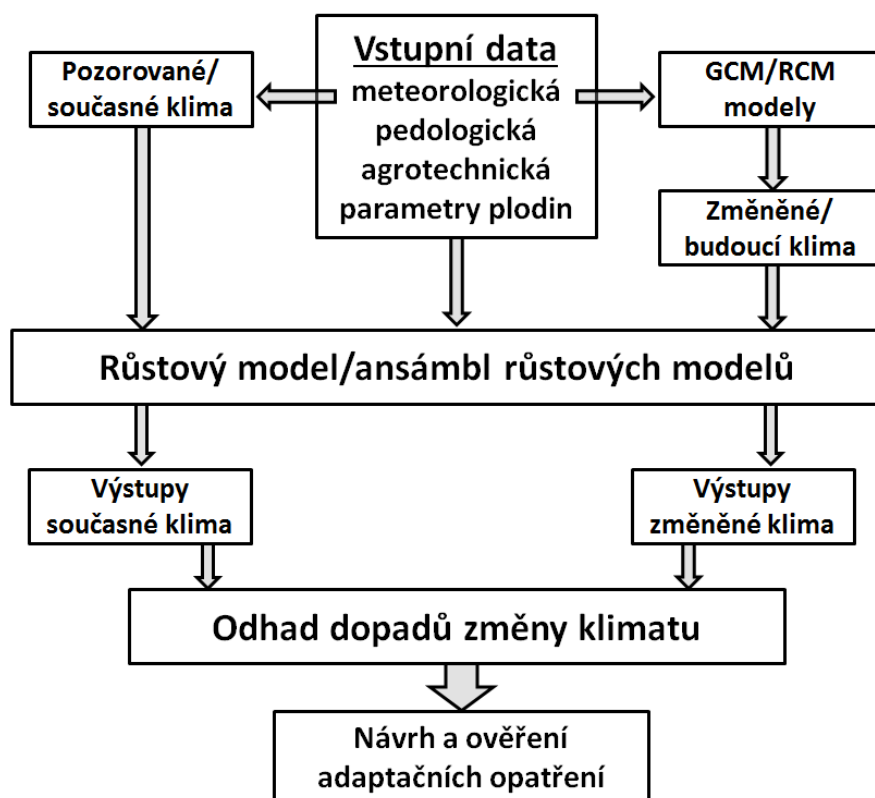 Vstupní data
meteorologická
pedologická
agrotechnická
parametry plodin
Pozorované/
současné klima
GCM/RCM
modely
Změněné/
budoucí klima
Růstový model/ansámbl růstových modelů
Výstupy
současné klima
Výstupy
změněné klima
Odhad dopadů změny klimatu
Návrh a ověření
adaptačních opatření